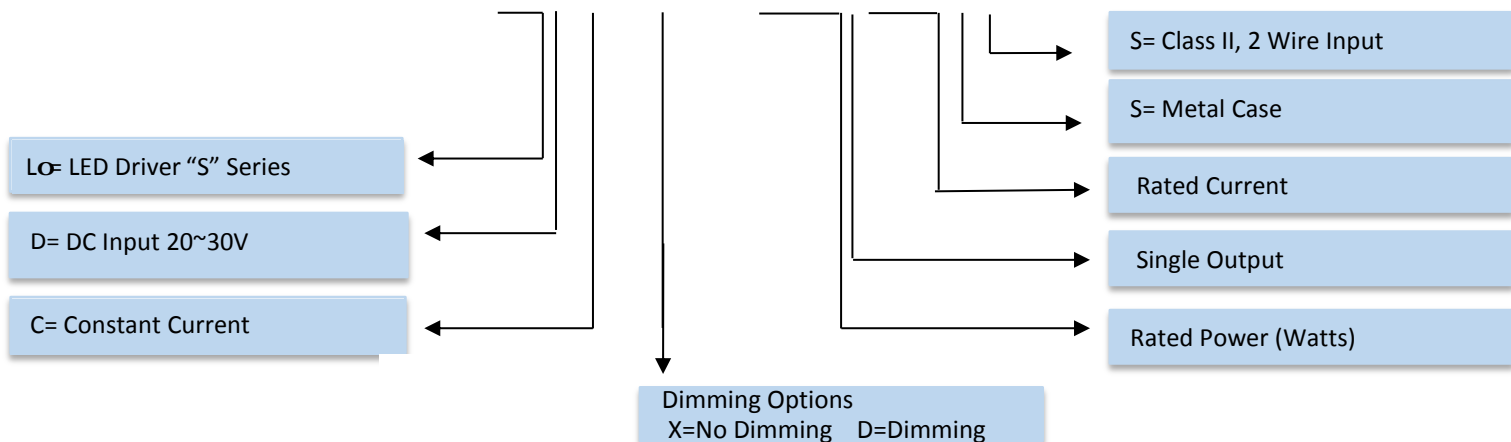 S= Class II, 2 Wire Input
S= Metal Case
LO= LED Driver “S” Series
Rated Current
D= DC Input 20~30V
Single Output
C= Constant Current
Rated Power (Watts)
Dimming Options
X=No Dimming D=Dimming